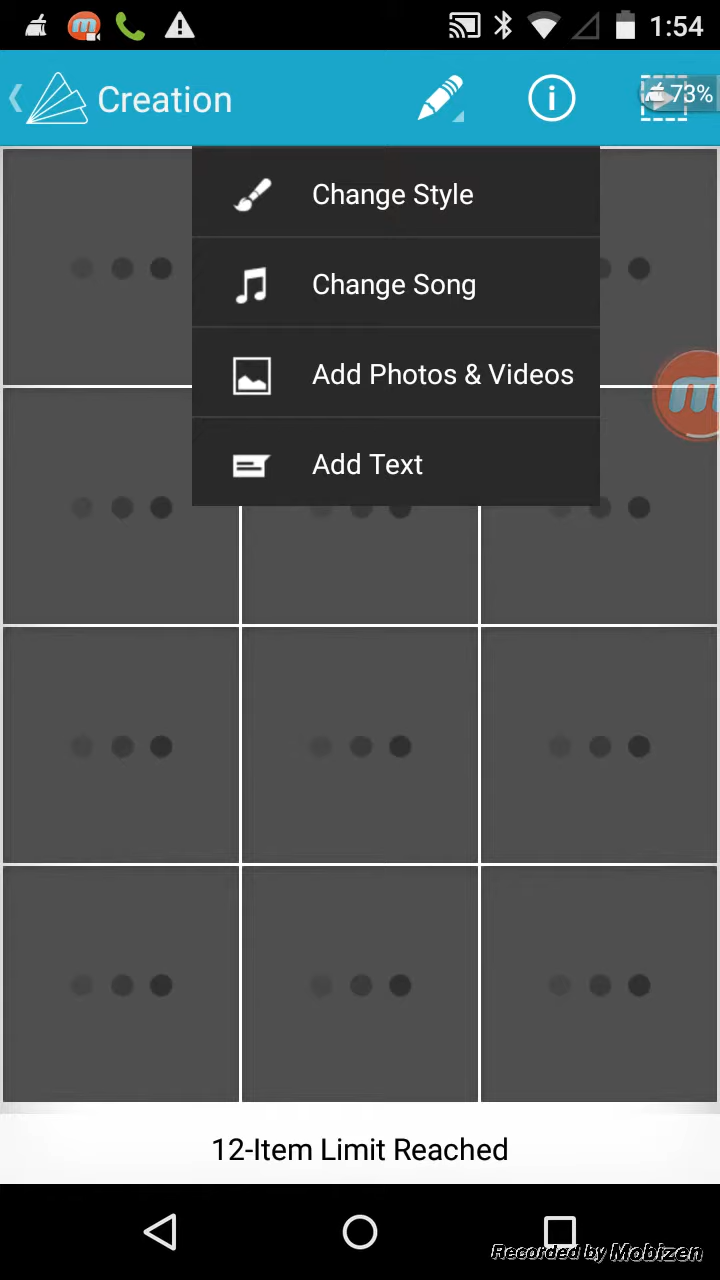 1:54
Creation
73%
Change Style
Change Song
Add Photos & Videos
Add Text
12-Item Limit Reached
Recorded by Mobizen